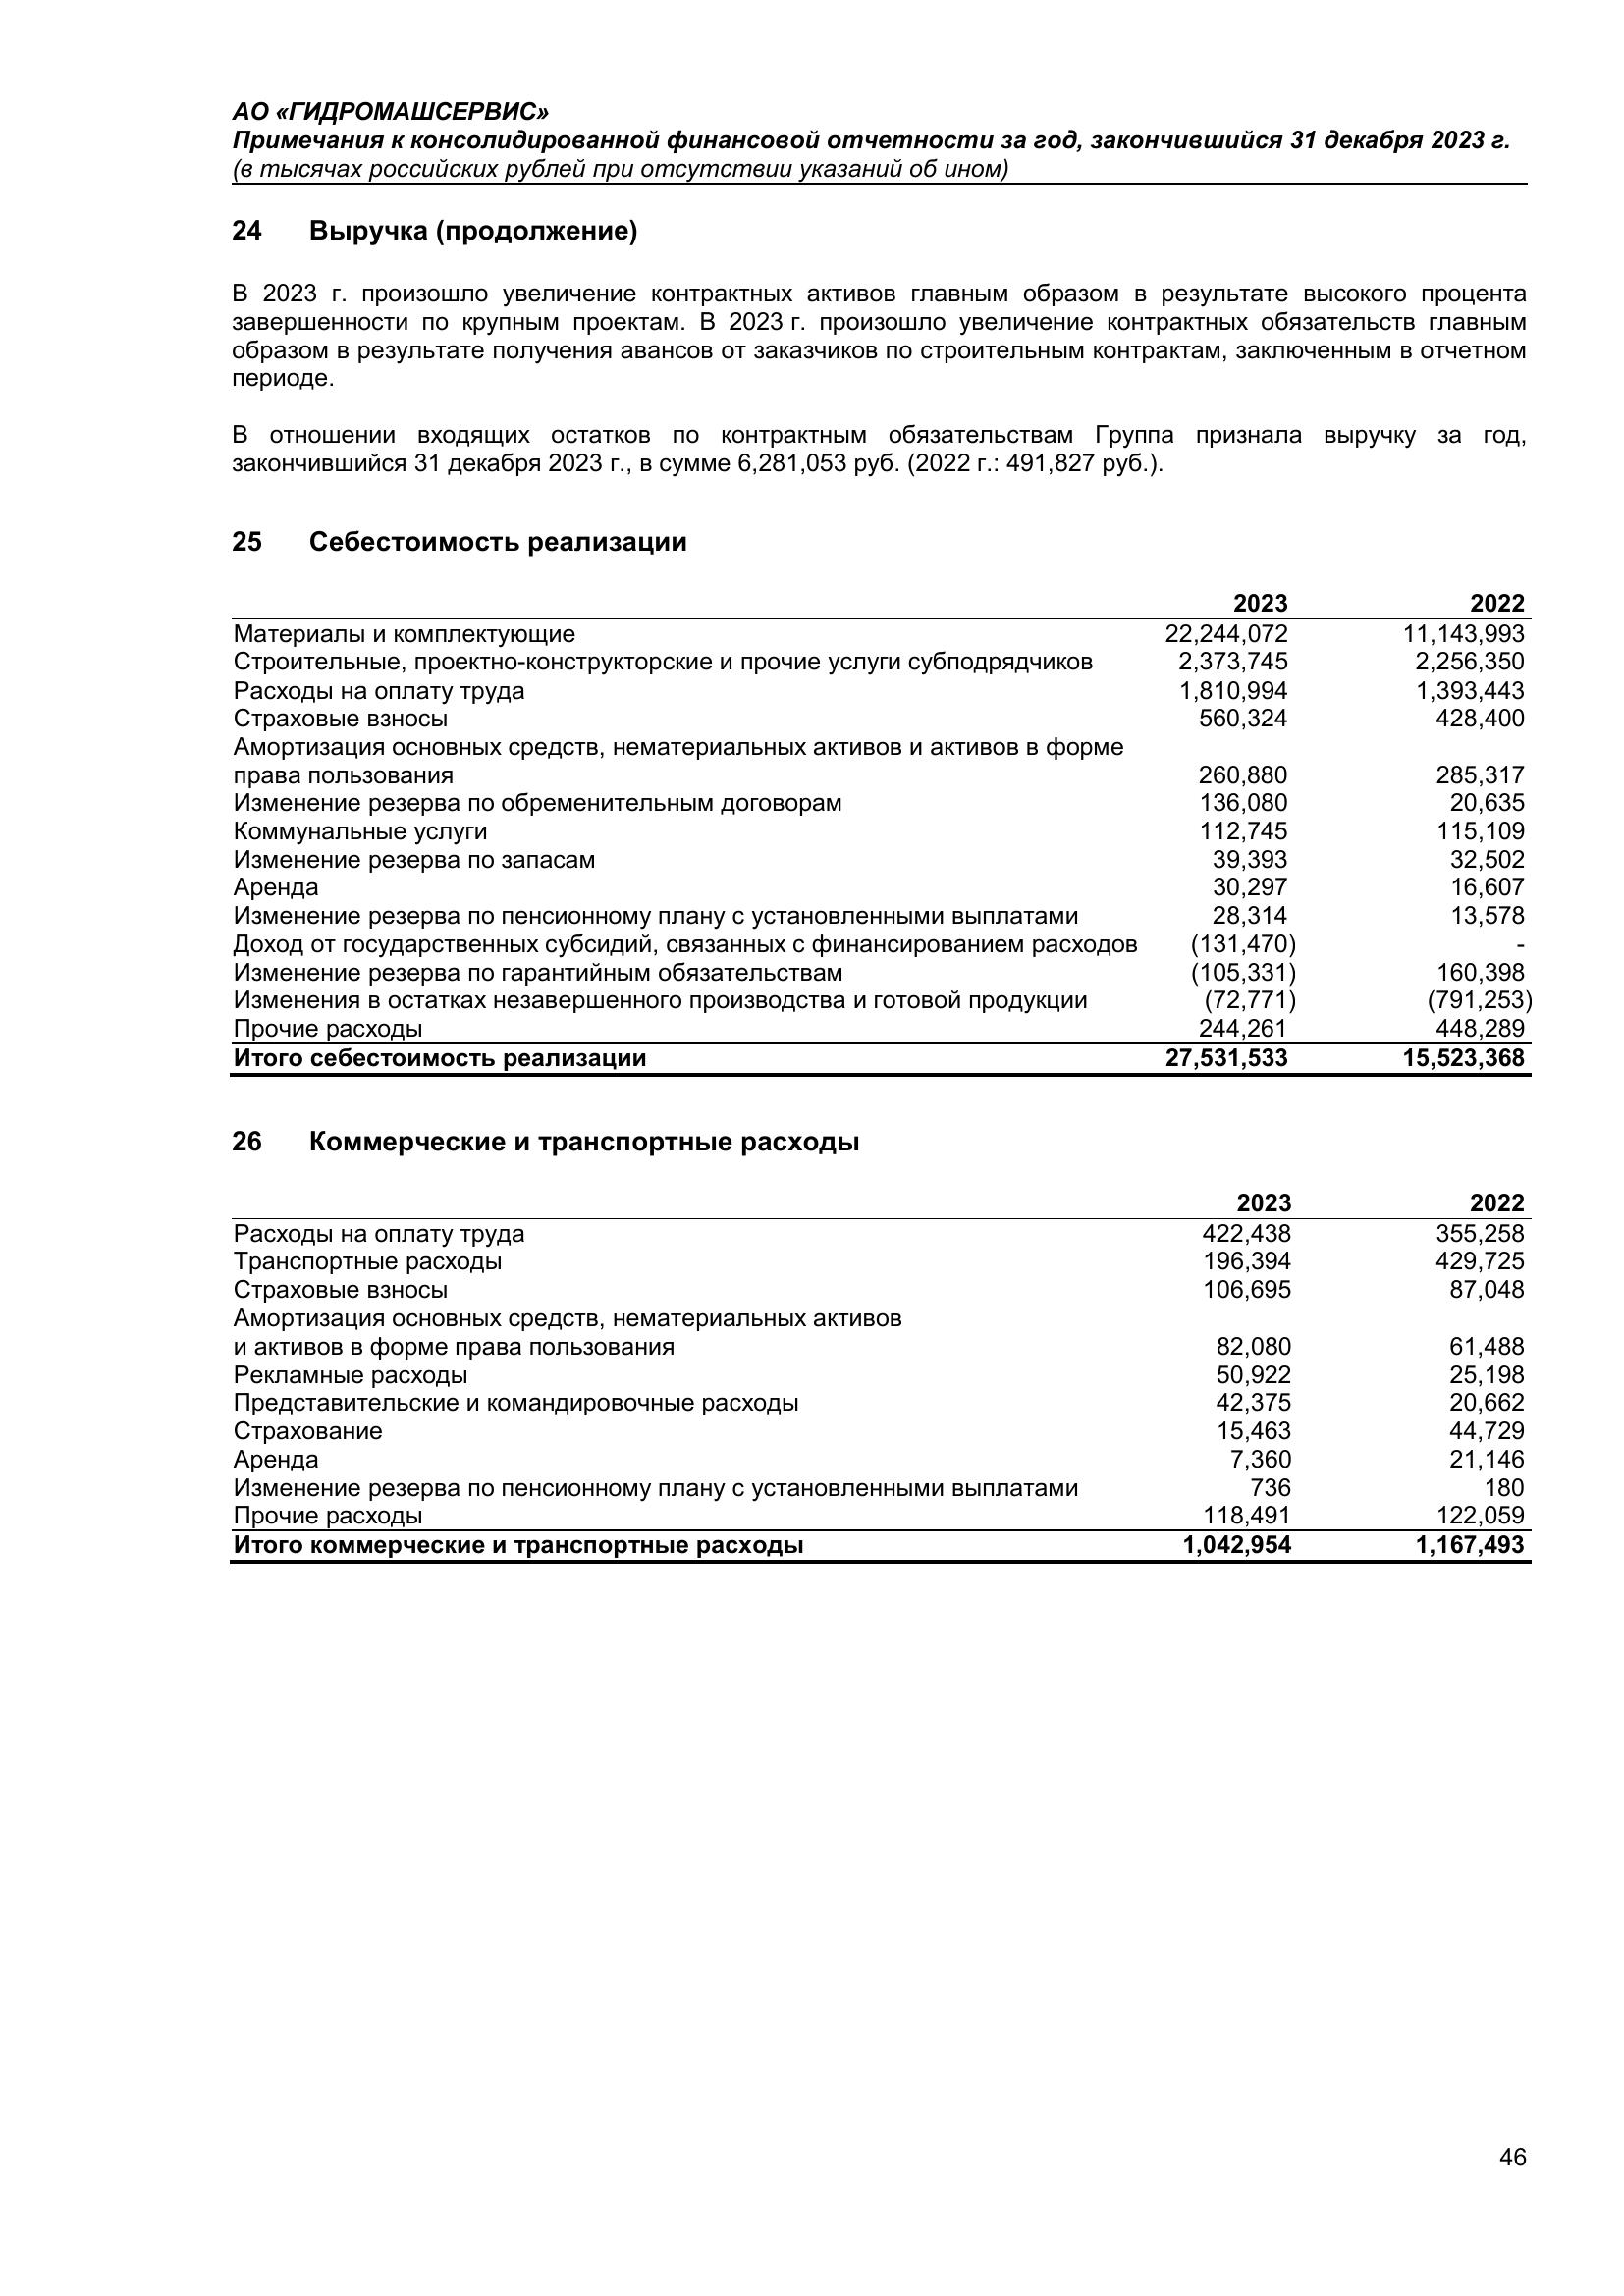 АО «ГИДРОМАШСЕРВИС»
Примечания к консолидированной финансовой отчетности за год, закончившийся 31 декабря 2023 г.
(в тысячах российских рублей при отсутствии указаний об ином)
24 Выручка (продолжение)
В 2023 г. произошло увеличение контрактных активов главным образом в результате высокого процента
завершенности по крупным проектам. В 2023 г. произошло увеличение контрактных обязательств главным
образом в результате получения авансов от заказчиков по строительным контрактам, заключенным в отчетном
периоде.
В отношении входящих остатков по контрактным обязательствам Группа признала выручку за год,
закончившийся 31 декабря 2023 г., в сумме 6,281,053 руб. (2022 г.: 491,827 руб.).
25 Себестоимость реализации
2023 2022
Материалы и комплектующие 22,244,072 11,143,993
Строительные, проектно-конструкторские и прочие услуги субподрядчиков 2,373,745 2,256,350
Расходы на оплату труда 1,810,994 1,393,443
Страховые взносы 560,324 428,400
Амортизация основных средств, нематериальных активов и активов в форме
права пользования 260,880 285,317
Изменение резерва по обременительным договорам 136,080 20,635
Коммунальные услуги 112,745 115,109
Изменение резерва по запасам 39,393 32,502
Аренда 30,297 16,607
Изменение резерва по пенсионному плану с установленными выплатами 28,314 13,578
Доход от государственных субсидий, связанных с финансированием расходов (131,470) -
Изменение резерва по гарантийным обязательствам (105,331) 160,398
Изменения в остатках незавершенного производства и готовой продукции (72,771) (791,253)
Прочие расходы 244,261 448,289
Итого себестоимость реализации 27,531,533 15,523,368
26 Коммерческие и транспортные расходы
2023 2022
Расходы на оплату труда 422,438 355,258
Транспортные расходы 196,394 429,725
Страховые взносы 106,695 87,048
Амортизация основных средств, нематериальных активов
и активов в форме права пользования 82,080 61,488
Рекламные расходы 50,922 25,198
Представительские и командировочные расходы 42,375 20,662
Страхование 15,463 44,729
Аренда 7,360 21,146
Изменение резерва по пенсионному плану с установленными выплатами 736 180
Прочие расходы 118,491 122,059
Итого коммерческие и транспортные расходы 1,042,954 1,167,493
46